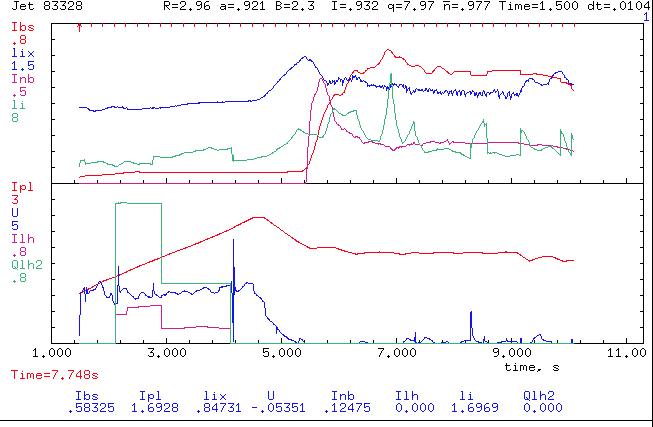 Jet 83328 R=2.96 a=.921 B=2.3 I=.932 q=7.97 n̄=.977 Time=1.500 dt=.0104
1
Ibs
.8
lix
1.5
Inb
.5
li
8
Ipl
3
U
5
Ilh
.8
Qlh2
.8
1.000 3.000 5.000 7.000 9.000 11.00
time, s
Time=7.748s
Ibs Ipl lix U Inb Ilh li Qlh2
.58325 1.6928 .84731 -.05351 .12475 0.000 1.6969 0.000